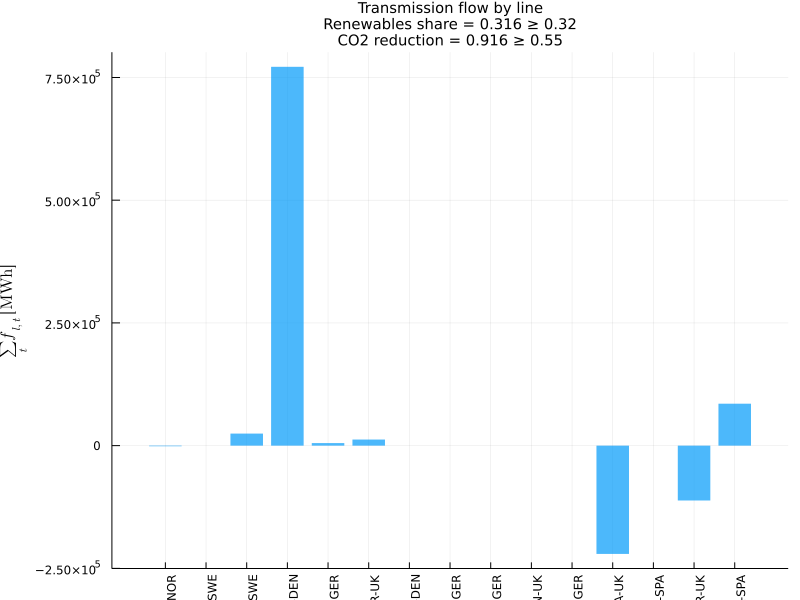 Transmission flow by line
Renewables share = 0.316 ≥ 0.32
CO2 reduction = 0.916 ≥ 0.55
7.50×10⁵
5.00×10⁵
2.50×10⁵
0
−2.50×10⁵
∑ₜ f_{l,t} [MWh]
NOR
SWE
SWE
DEN
GER
R-UK
DEN
GER
GER
N-UK
GER
A-UK
-SPA
R-UK
-SPA